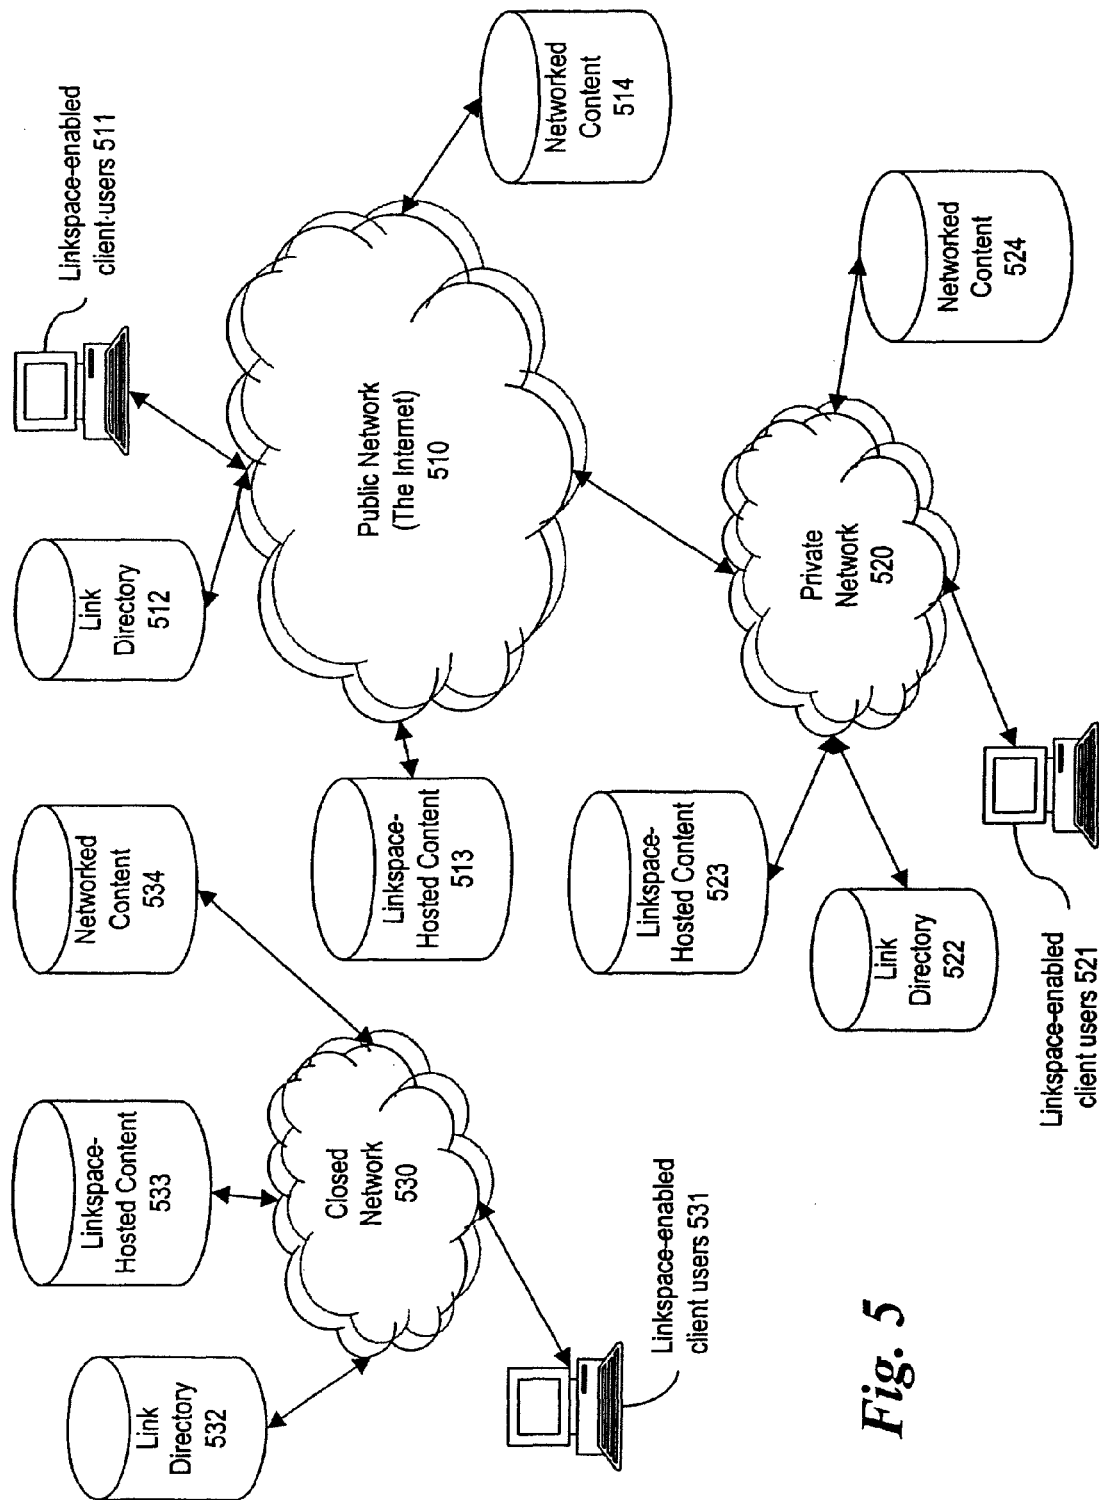 Link
Directory
532
Linkspace-
Hosted Content
533
Networked
Content
534
Link
Directory
512
Linkspace-enabled
client users 511
Closed
Network
530
Linkspace-
Hosted Content
513
Public Network
(The Internet)
510
Networked
Content
514
Linkspace-enabled
client users 531
Linkspace-
Hosted Content
523
Private
Network
520
Networked
Content
524
Link
Directory
522
Linkspace-enabled
client users 521
Fig. 5